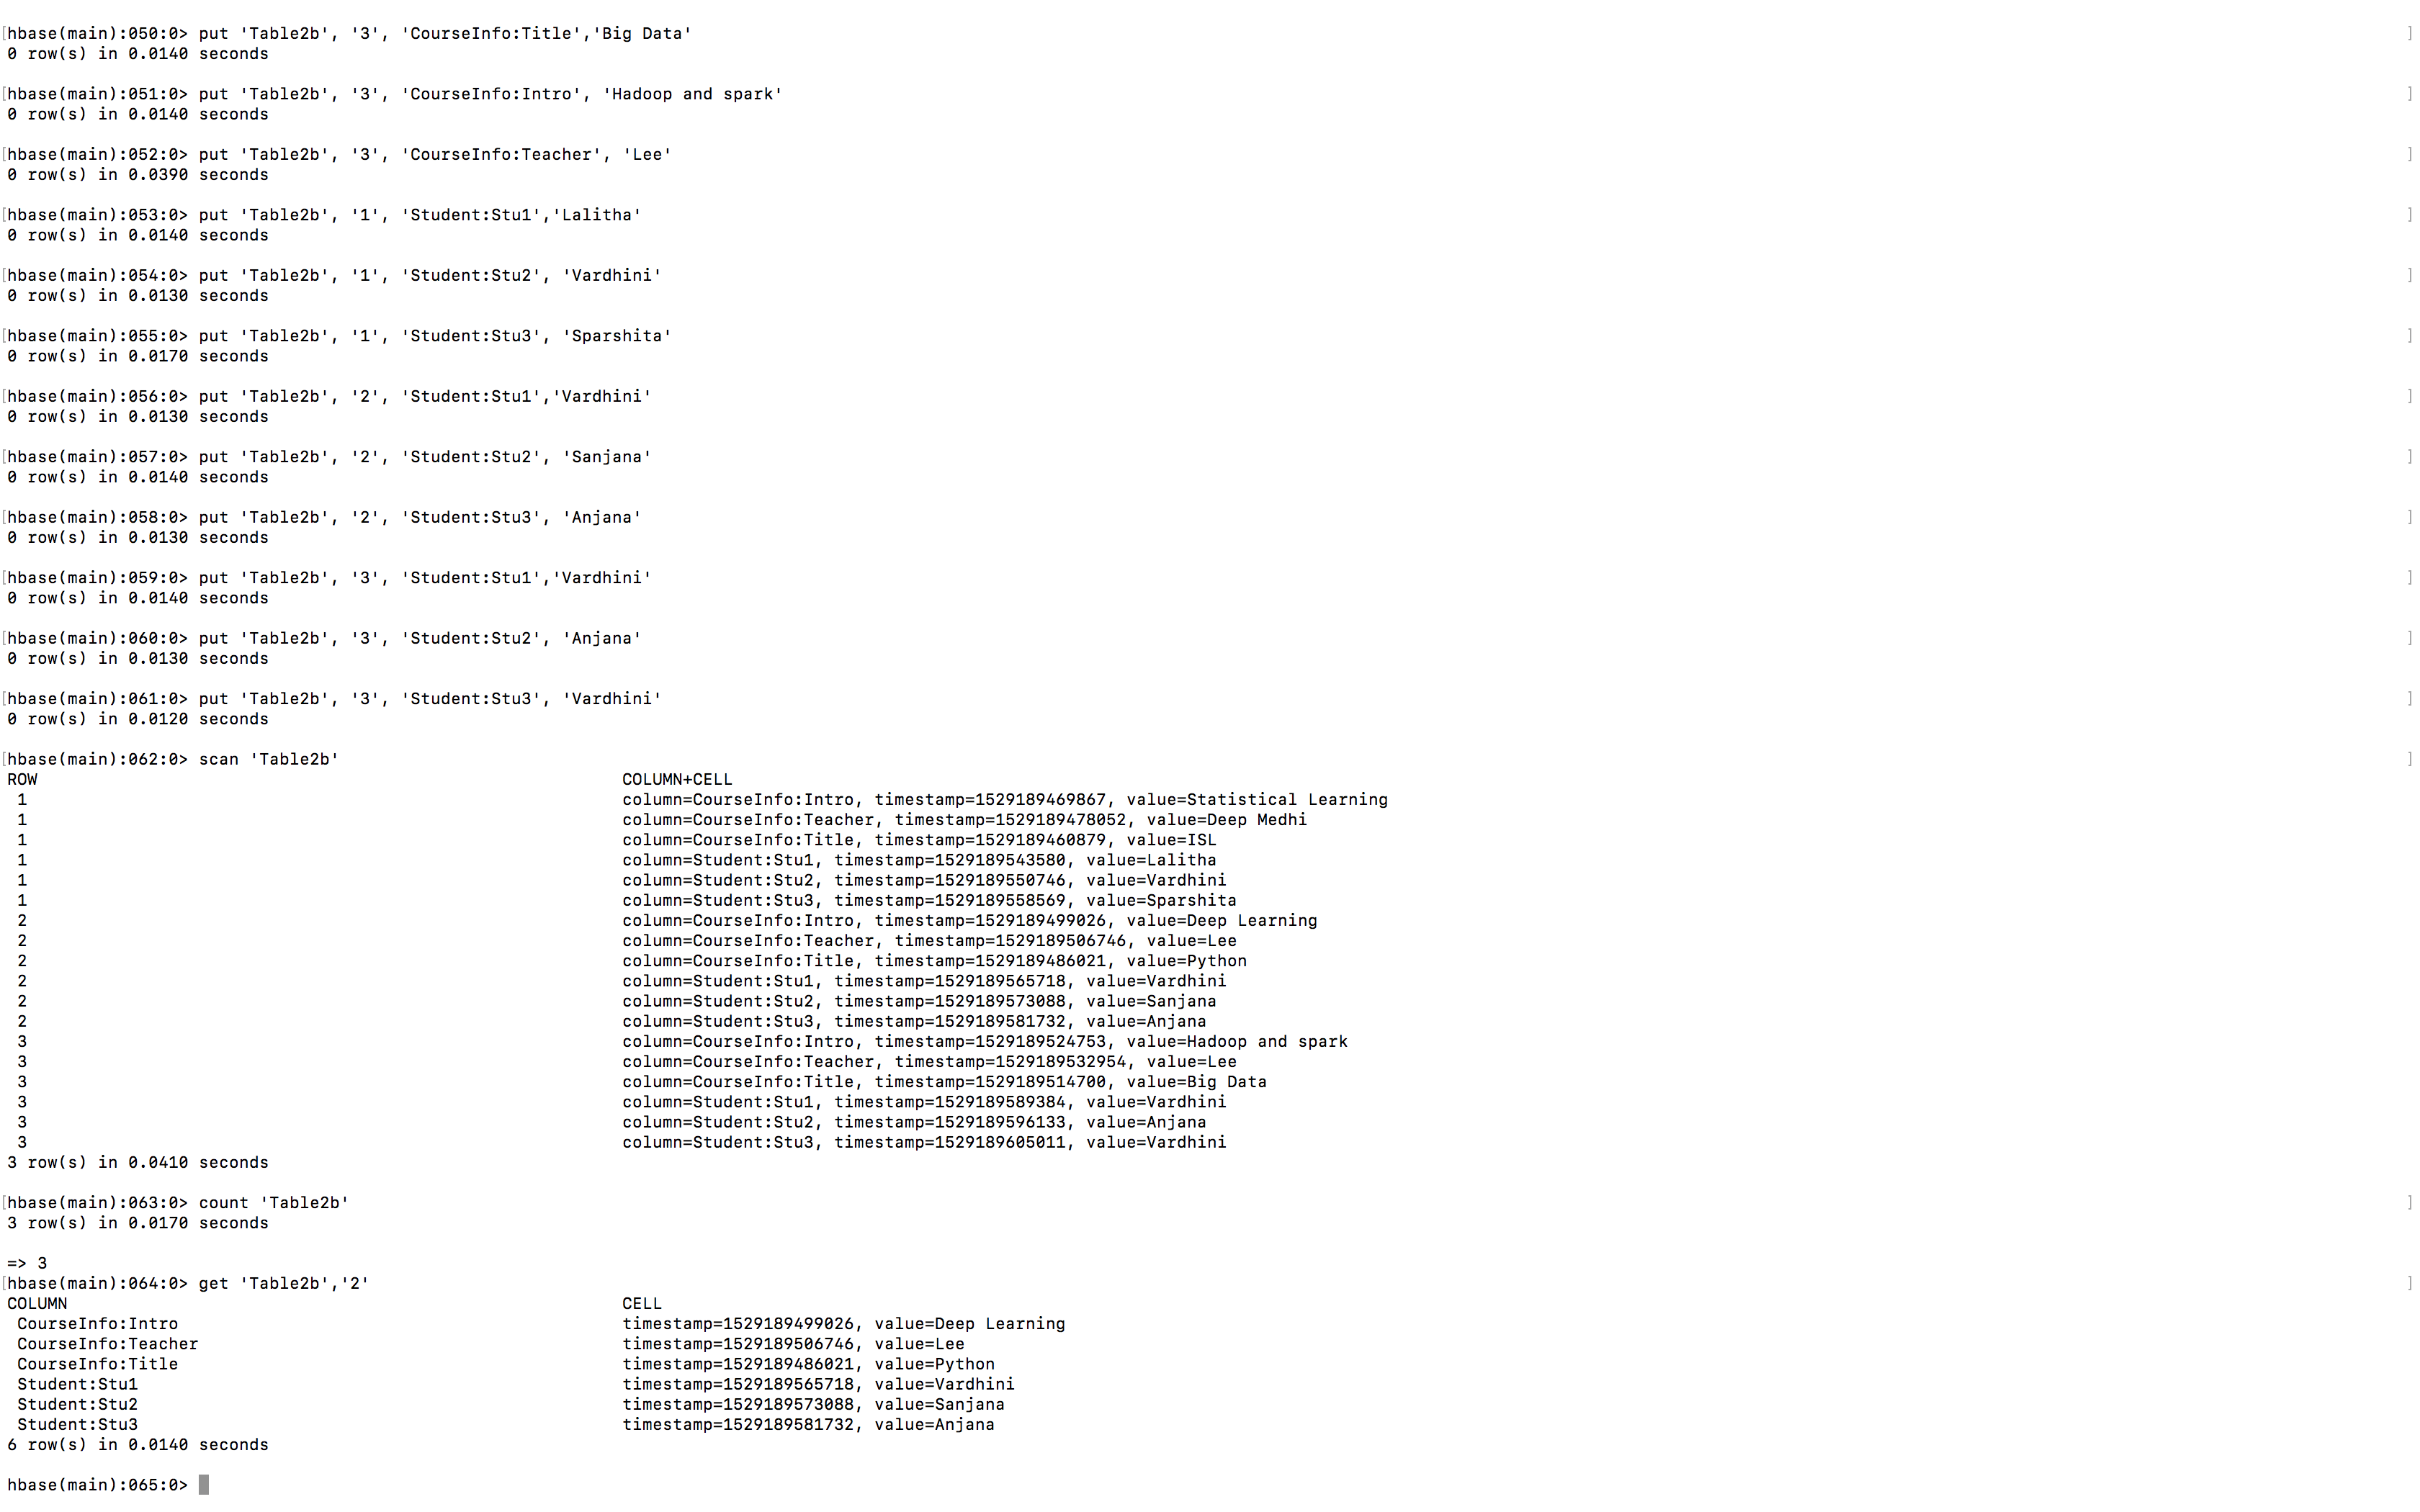 [hbase(main):050:0> put 'Table2b', '3', 'CourseInfo:Title','Big Data' ]
0 row(s) in 0.0140 seconds
[hbase(main):051:0> put 'Table2b', '3', 'CourseInfo:Intro', 'Hadoop and spark' ]
0 row(s) in 0.0140 seconds
[hbase(main):052:0> put 'Table2b', '3', 'CourseInfo:Teacher', 'Lee' ]
0 row(s) in 0.0390 seconds
[hbase(main):053:0> put 'Table2b', '1', 'Student:Stu1','Lalitha' ]
0 row(s) in 0.0140 seconds
[hbase(main):054:0> put 'Table2b', '1', 'Student:Stu2', 'Vardhini' ]
0 row(s) in 0.0130 seconds
[hbase(main):055:0> put 'Table2b', '1', 'Student:Stu3', 'Sparshita' ]
0 row(s) in 0.0170 seconds
[hbase(main):056:0> put 'Table2b', '2', 'Student:Stu1','Vardhini' ]
0 row(s) in 0.0130 seconds
[hbase(main):057:0> put 'Table2b', '2', 'Student:Stu2', 'Sanjana' ]
0 row(s) in 0.0140 seconds
[hbase(main):058:0> put 'Table2b', '2', 'Student:Stu3', 'Anjana' ]
0 row(s) in 0.0130 seconds
[hbase(main):059:0> put 'Table2b', '3', 'Student:Stu1','Vardhini' ]
0 row(s) in 0.0140 seconds
[hbase(main):060:0> put 'Table2b', '3', 'Student:Stu2', 'Anjana' ]
0 row(s) in 0.0130 seconds
[hbase(main):061:0> put 'Table2b', '3', 'Student:Stu3', 'Vardhini' ]
0 row(s) in 0.0120 seconds
[hbase(main):062:0> scan 'Table2b' ]
ROW COLUMN+CELL
1 column=CourseInfo:Intro, timestamp=1529189469867, value=Statistical Learning
1 column=CourseInfo:Teacher, timestamp=1529189478052, value=Deep Medhi
1 column=CourseInfo:Title, timestamp=1529189460879, value=ISL
1 column=Student:Stu1, timestamp=1529189543580, value=Lalitha
1 column=Student:Stu2, timestamp=1529189550746, value=Vardhini
1 column=Student:Stu3, timestamp=1529189558569, value=Sparshita
2 column=CourseInfo:Intro, timestamp=1529189499026, value=Deep Learning
2 column=CourseInfo:Teacher, timestamp=1529189506746, value=Lee
2 column=CourseInfo:Title, timestamp=1529189486021, value=Python
2 column=Student:Stu1, timestamp=1529189565718, value=Vardhini
2 column=Student:Stu2, timestamp=1529189573088, value=Sanjana
2 column=Student:Stu3, timestamp=1529189581732, value=Anjana
3 column=CourseInfo:Intro, timestamp=1529189524753, value=Hadoop and spark
3 column=CourseInfo:Teacher, timestamp=1529189532954, value=Lee
3 column=CourseInfo:Title, timestamp=1529189514700, value=Big Data
3 column=Student:Stu1, timestamp=1529189589384, value=Vardhini
3 column=Student:Stu2, timestamp=1529189596133, value=Anjana
3 column=Student:Stu3, timestamp=1529189605011, value=Vardhini
3 row(s) in 0.0410 seconds
[hbase(main):063:0> count 'Table2b' ]
3 row(s) in 0.0170 seconds
=> 3
[hbase(main):064:0> get 'Table2b','2' ]
COLUMN CELL
CourseInfo:Intro timestamp=1529189499026, value=Deep Learning
CourseInfo:Teacher timestamp=1529189506746, value=Lee
CourseInfo:Title timestamp=1529189486021, value=Python
Student:Stu1 timestamp=1529189565718, value=Vardhini
Student:Stu2 timestamp=1529189573088, value=Sanjana
Student:Stu3 timestamp=1529189581732, value=Anjana
6 row(s) in 0.0140 seconds
hbase(main):065:0>